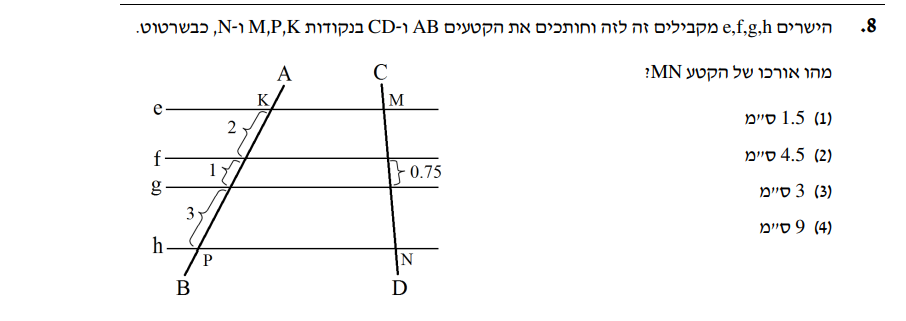 8. הישרים e,f,g,h מקבילים זה לזה וחותכים את הקטעים AB ו-CD בנקודות M,P,K ו-N, כבשרטוט.
מהו אורכו של הקטע MN?
(1) 1.5 ס״מ
(2) 4.5 ס״מ
(3) 3 ס״מ
(4) 9 ס״מ
A C
e K M
2
f
1 0.75
g
3
h P N
B D